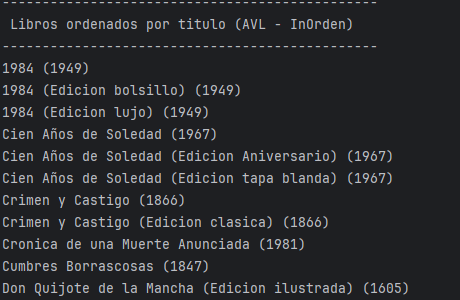 ----------------------------------------------
Libros ordenados por titulo (AVL - InOrden)
----------------------------------------------
1984 (1949)
1984 (Edicion bolsillo) (1949)
1984 (Edicion lujo) (1949)
Cien Años de Soledad (1967)
Cien Años de Soledad (Edicion Aniversario) (1967)
Cien Años de Soledad (Edicion tapa blanda) (1967)
Crimen y Castigo (1866)
Crimen y Castigo (Edicion clasica) (1866)
Cronica de una Muerte Anunciada (1981)
Cumbres Borrascosas (1847)
Don Quijote de la Mancha (Edicion ilustrada) (1605)